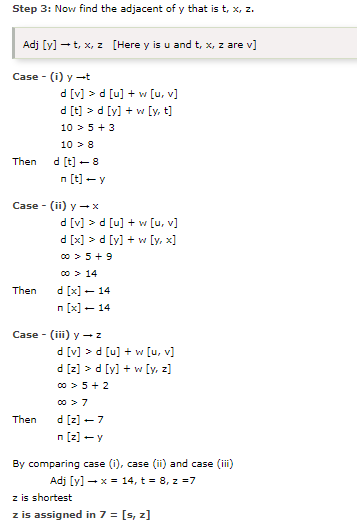 Step 3: Now find the adjacent of y that is t, x, z.
Adj [y] → t, x, z [Here y is u and t, x, z are v]
Case - (i) y →t
d [v] > d [u] + w [u, v]
d [t] > d [y] + w [y, t]
10 > 5 + 3
10 > 8
Then d [t] ← 8
π [t] ← y
Case - (ii) y → x
d [v] > d [u] + w [u, v]
d [x] > d [y] + w [y, x]
∞ > 5 + 9
∞ > 14
Then d [x] ← 14
π [x] ← 14
Case - (iii) y → z
d [v] > d [u] + w [u, v]
d [z] > d [y] + w [y, z]
∞ > 5 + 2
∞ > 7
Then d [z] ← 7
π [z] ← y
By comparing case (i), case (ii) and case (iii)
Adj [y] → x = 14, t = 8, z =7
z is shortest
z is assigned in 7 = [s, z]